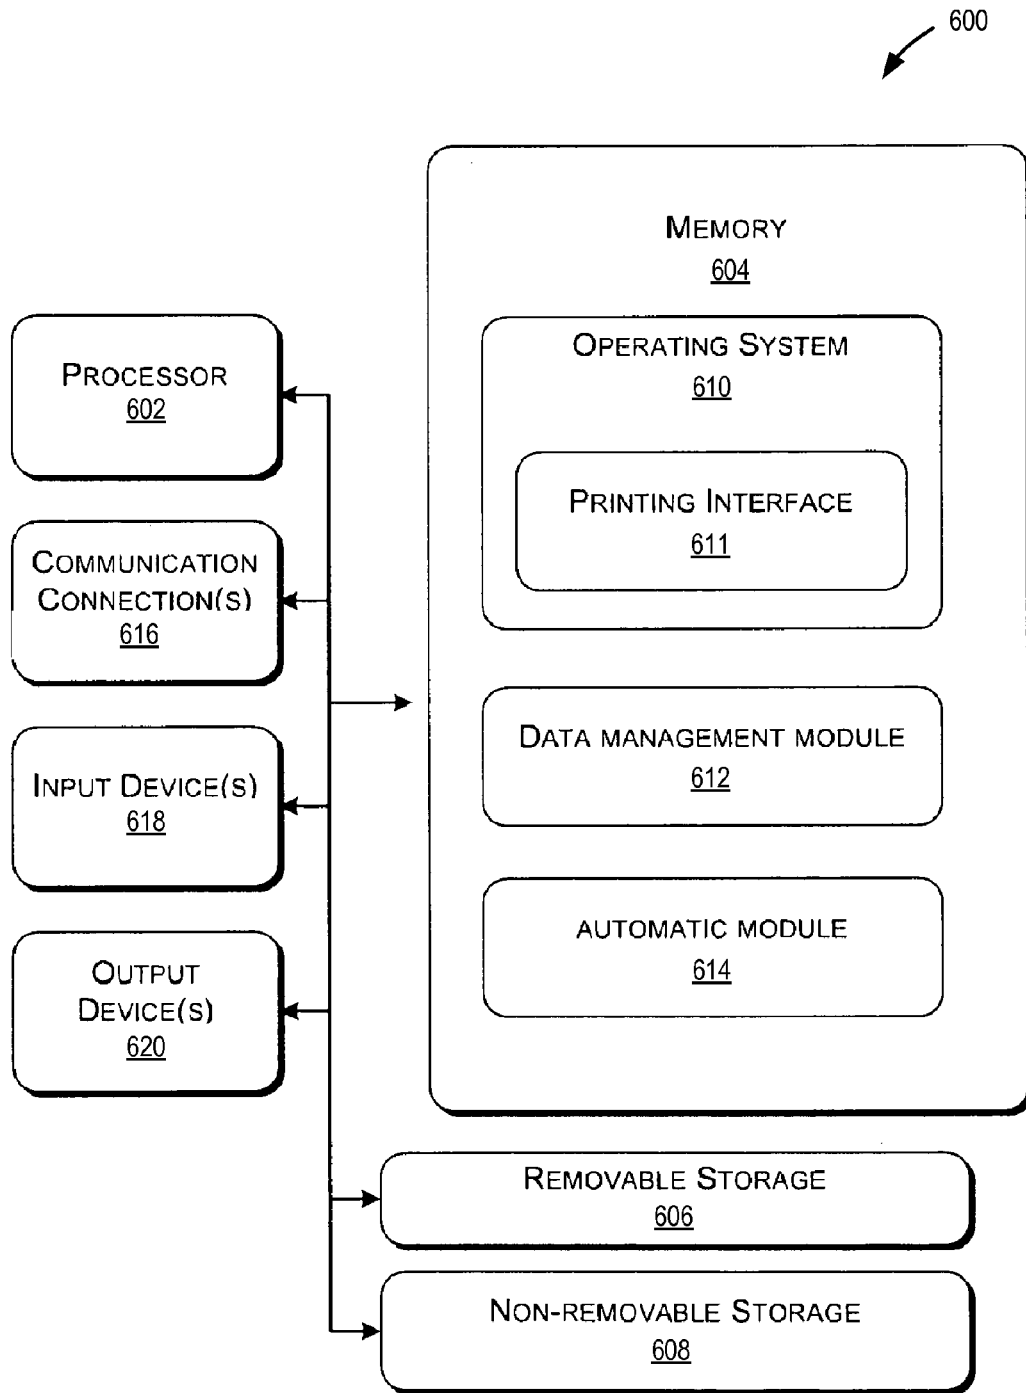 600
MEMORY
604
OPERATING SYSTEM
610
PRINTING INTERFACE
611
DATA MANAGEMENT MODULE
612
AUTOMATIC MODULE
614
PROCESSOR
602
COMMUNICATION
CONNECTION(S)
616
INPUT DEVICE(S)
618
OUTPUT
DEVICE(S)
620
REMOVABLE STORAGE
606
NON-REMOVABLE STORAGE
608